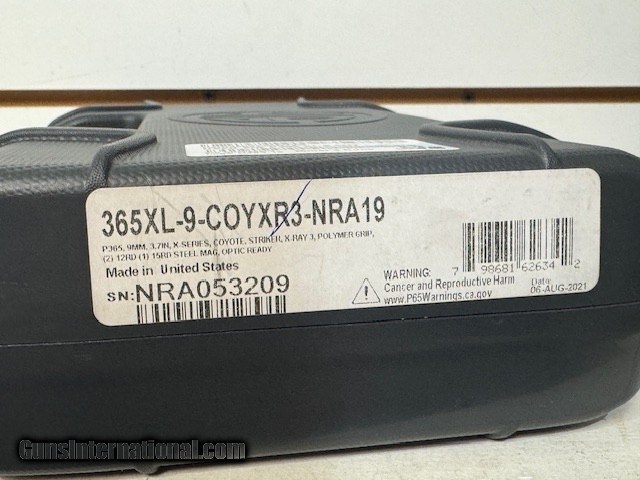 365XL-9-COYXR3-NRA19
P365, 9MM, 3.7IN, X-SERIES, COYOTE, STRIKER, X-RAY 3, POLYMER GRIP,
(2) 12RD (1) 15RD STEEL MAG, OPTIC READY
Made in United States
SN: NRA053209
WARNING:
Cancer and Reproductive Harm
www.P65Warnings.ca.gov
7 98681 62634 2
Date:
06-AUG-2021
GunsInternational.com